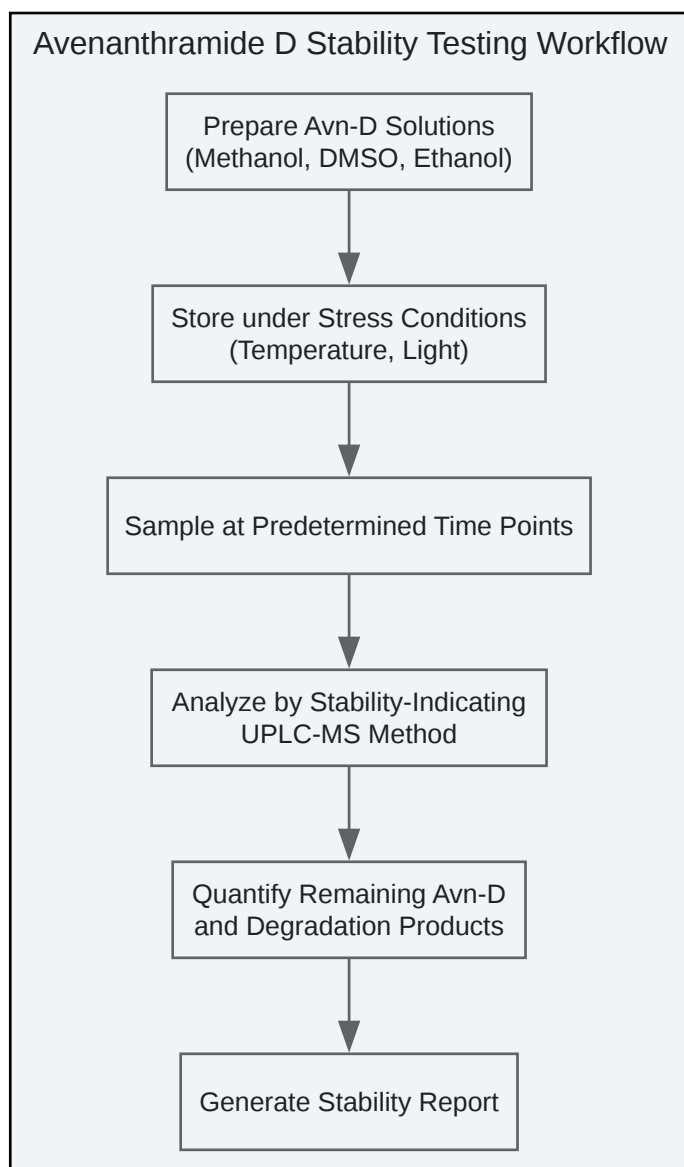 Avenanthramide D Stability Testing Workflow
Prepare Avn-D Solutions
(Methanol, DMSO, Ethanol)
Store under Stress Conditions
(Temperature, Light)
Sample at Predetermined Time Points
Analyze by Stability-Indicating
UPLC-MS Method
Quantify Remaining Avn-D
and Degradation Products
Generate Stability Report